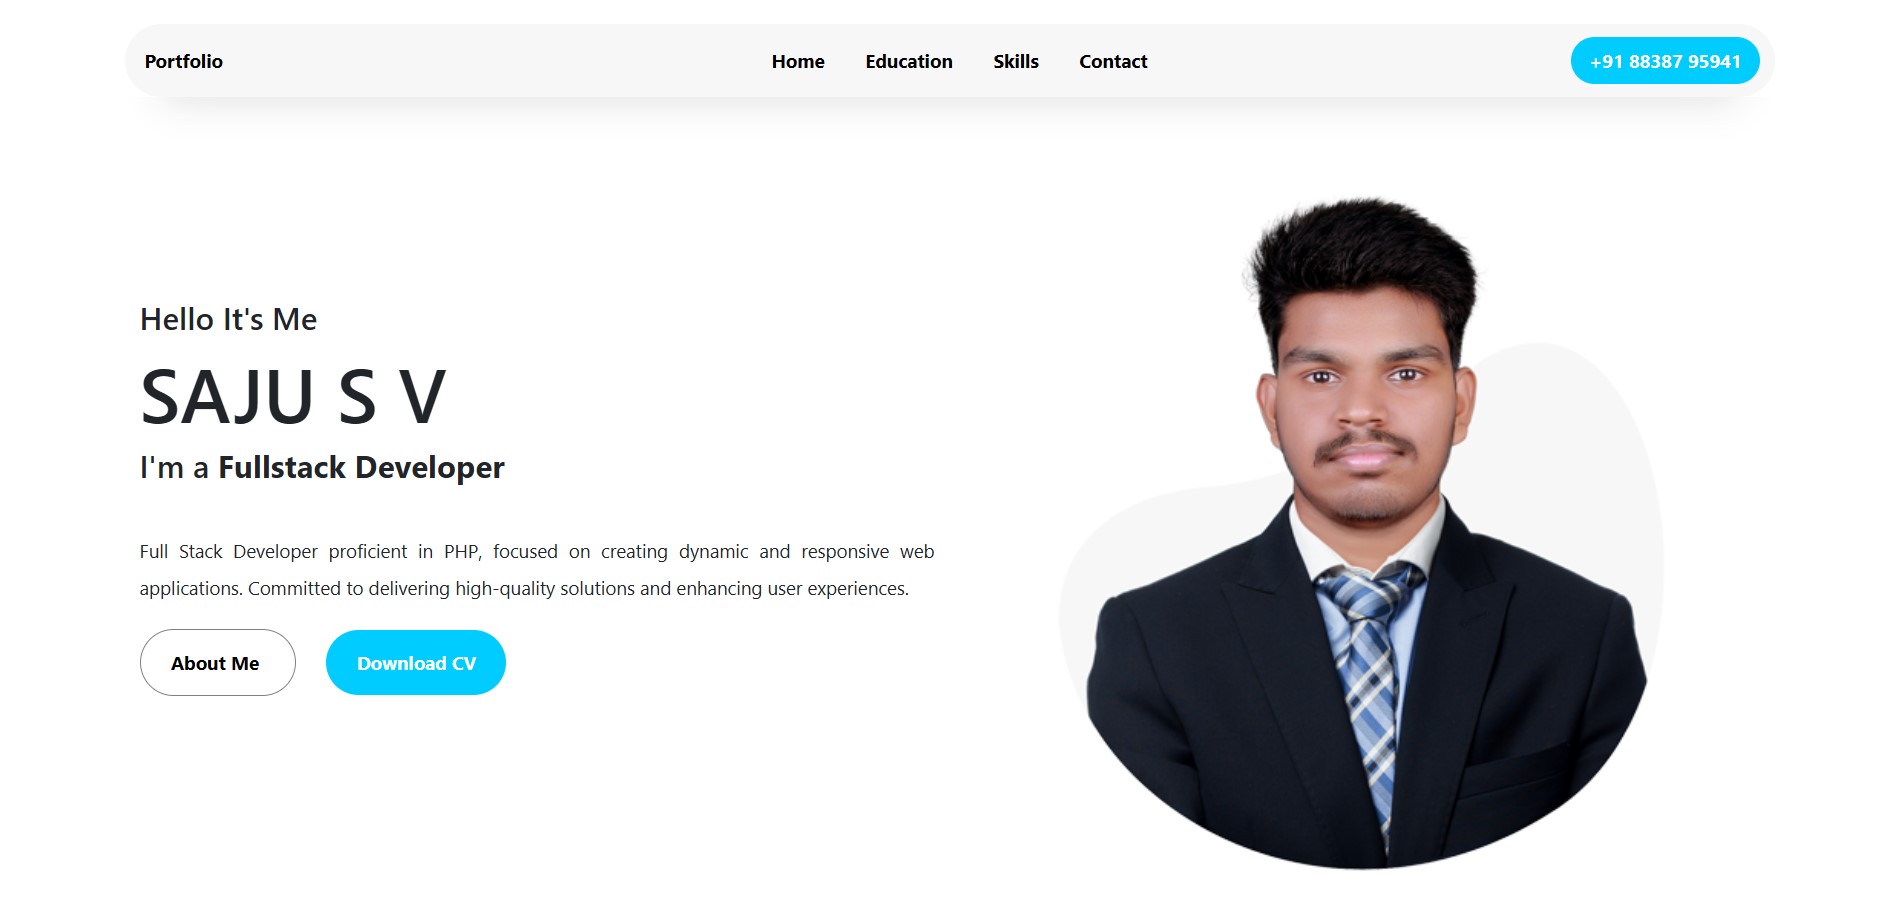 Portfolio Home Education Skills Contact +91 88387 95941
Hello It's Me
SAJU S V
I'm a Fullstack Developer
Full Stack Developer proficient in PHP, focused on creating dynamic and responsive web
applications. Committed to delivering high-quality solutions and enhancing user experiences.
About Me Download CV